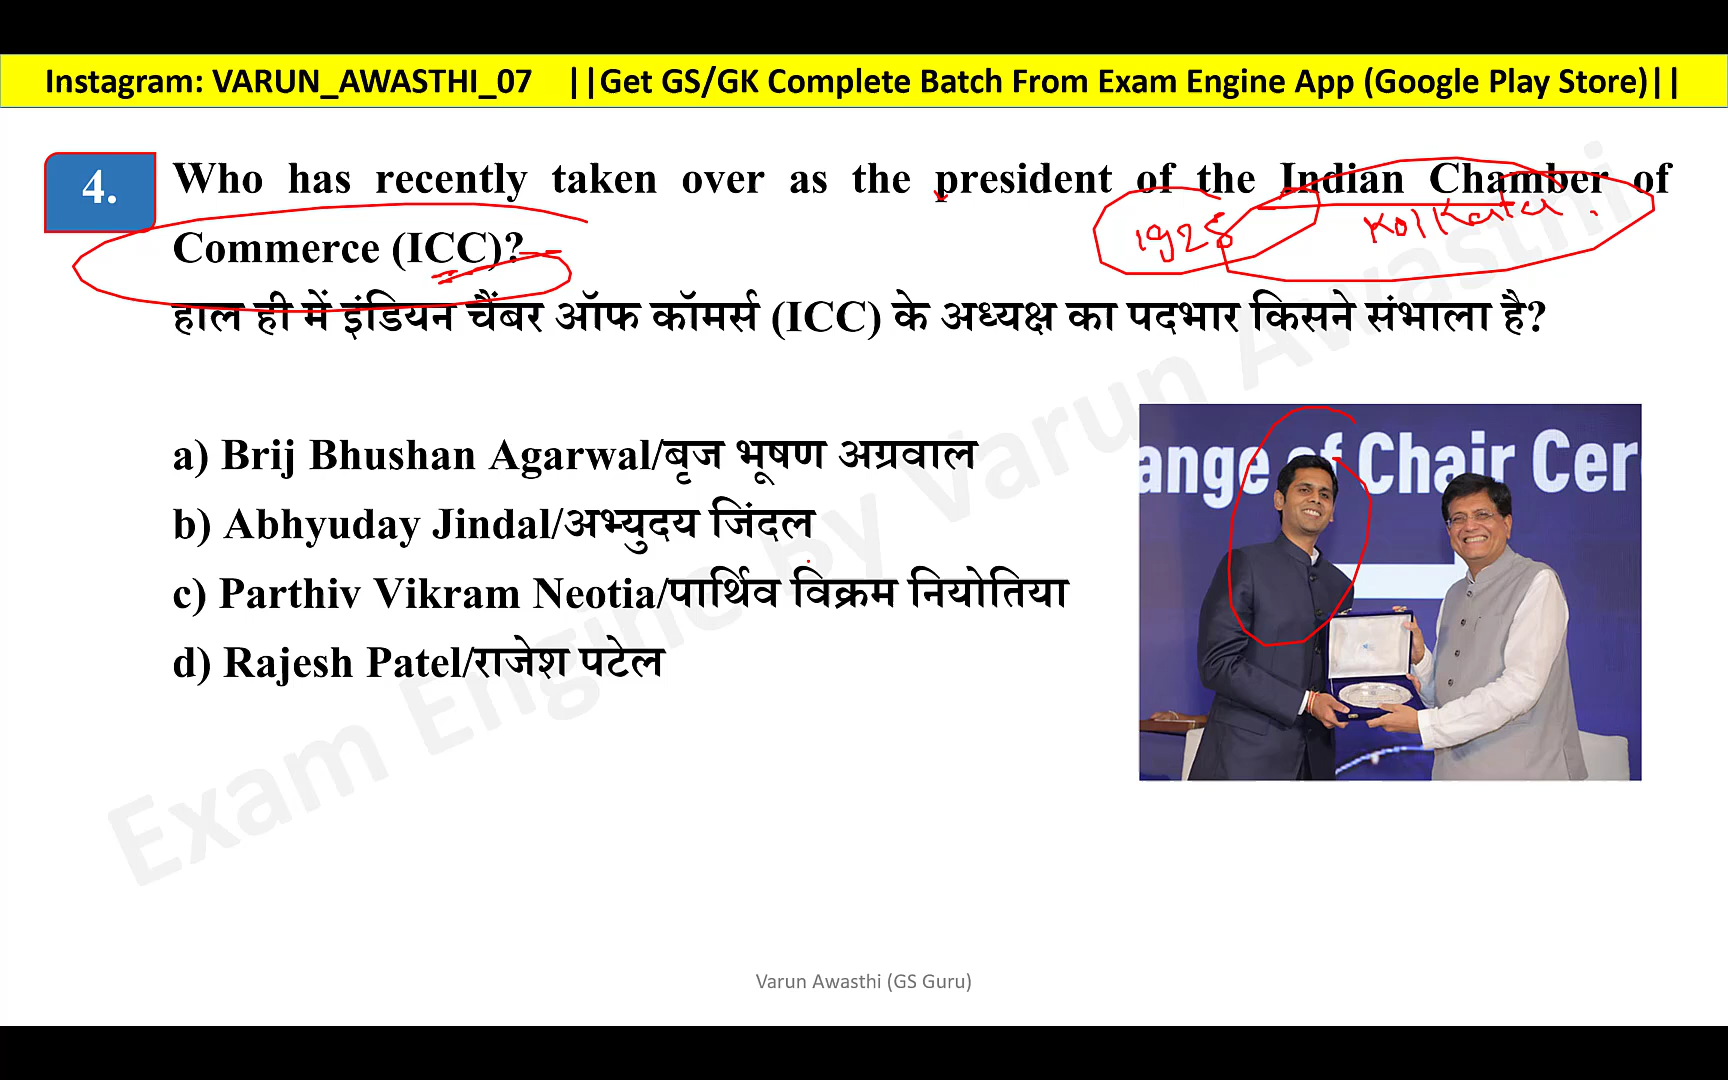 Instagram: VARUN_AWASTHI_07 ||Get GS/GK Complete Batch From Exam Engine App (Google Play Store)||
4.
Who has recently taken over as the president of the Indian Chamber of
1925 Kolkata.
Commerce (ICC)?
हाल ही में इंडियन चैंबर ऑफ कॉमर्स (ICC) के अध्यक्ष का पदभार किसने संभाला है?
ange of Chair Cer
a) Brij Bhushan Agarwal/बृज भूषण अग्रवाल
b) Abhyuday Jindal/अभ्युदय जिंदल
c) Parthiv Vikram Neotia/पार्थिव विक्रम नियोतिया
d) Rajesh Patel/राजेश पटेल
Exam Engine by Varun Awasthi
Varun Awasthi (GS Guru)